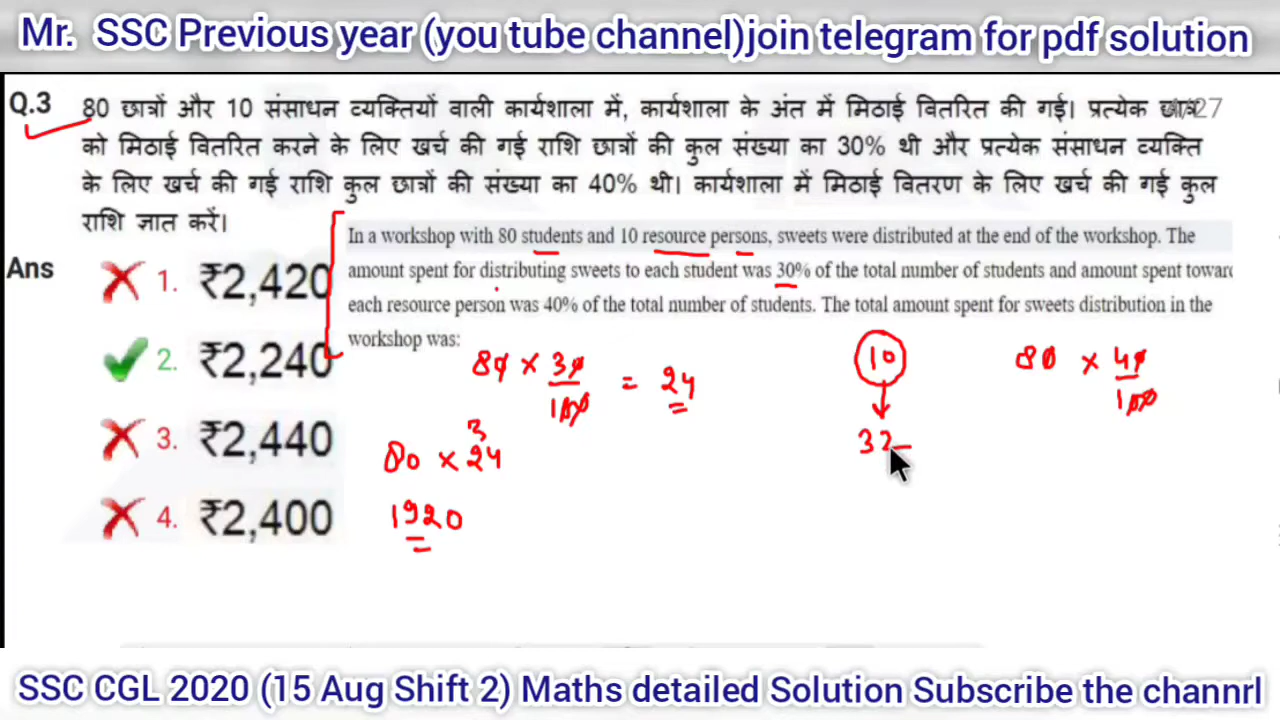 Mr. SSC Previous year (you tube channel)join telegram for pdf solution
Q.3 80 छात्रों और 10 संसाधन व्यक्तियों वाली कार्यशाला में, कार्यशाला के अंत में मिठाई वितरित की गई। प्रत्येक छात्र
को मिठाई वितरित करने के लिए खर्च की गई राशि छात्रों की कुल संख्या का 30% थी और प्रत्येक संसाधन व्यक्ति
के लिए खर्च की गई राशि कुल छात्रों की संख्या का 40% थी। कार्यशाला में मिठाई वितरण के लिए खर्च की गई कुल
राशि ज्ञात करें।
In a workshop with 80 students and 10 resource persons, sweets were distributed at the end of the workshop. The
amount spent for distributing sweets to each student was 30% of the total number of students and amount spent towar
each resource person was 40% of the total number of students. The total amount spent for sweets distribution in the
workshop was:
Ans
1. ₹2,420
2. ₹2,240
3. ₹2,440
4. ₹2,400
80 × 30/100 = 24
80 × 24
3
1920
10
32
80 × 40/100
SSC CGL 2020 (15 Aug Shift 2) Maths detailed Solution Subscribe the channrl